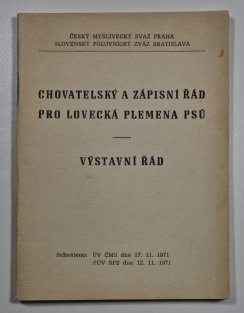 ČESKÝ MYSLIVECKÝ SVAZ PRAHA
SLOVENSKÝ POĽOVNÍCKY ZVÄZ BRATISLAVA
CHOVATELSKÝ A ZÁPISNÍ ŘÁD
PRO LOVECKÁ PLEMENA PSŮ
VÝSTAVNÍ ŘÁD
Schváleno: ÚV ČMS dne 17. 11. 1971
PÚV SPZ dne 12. 11. 1971